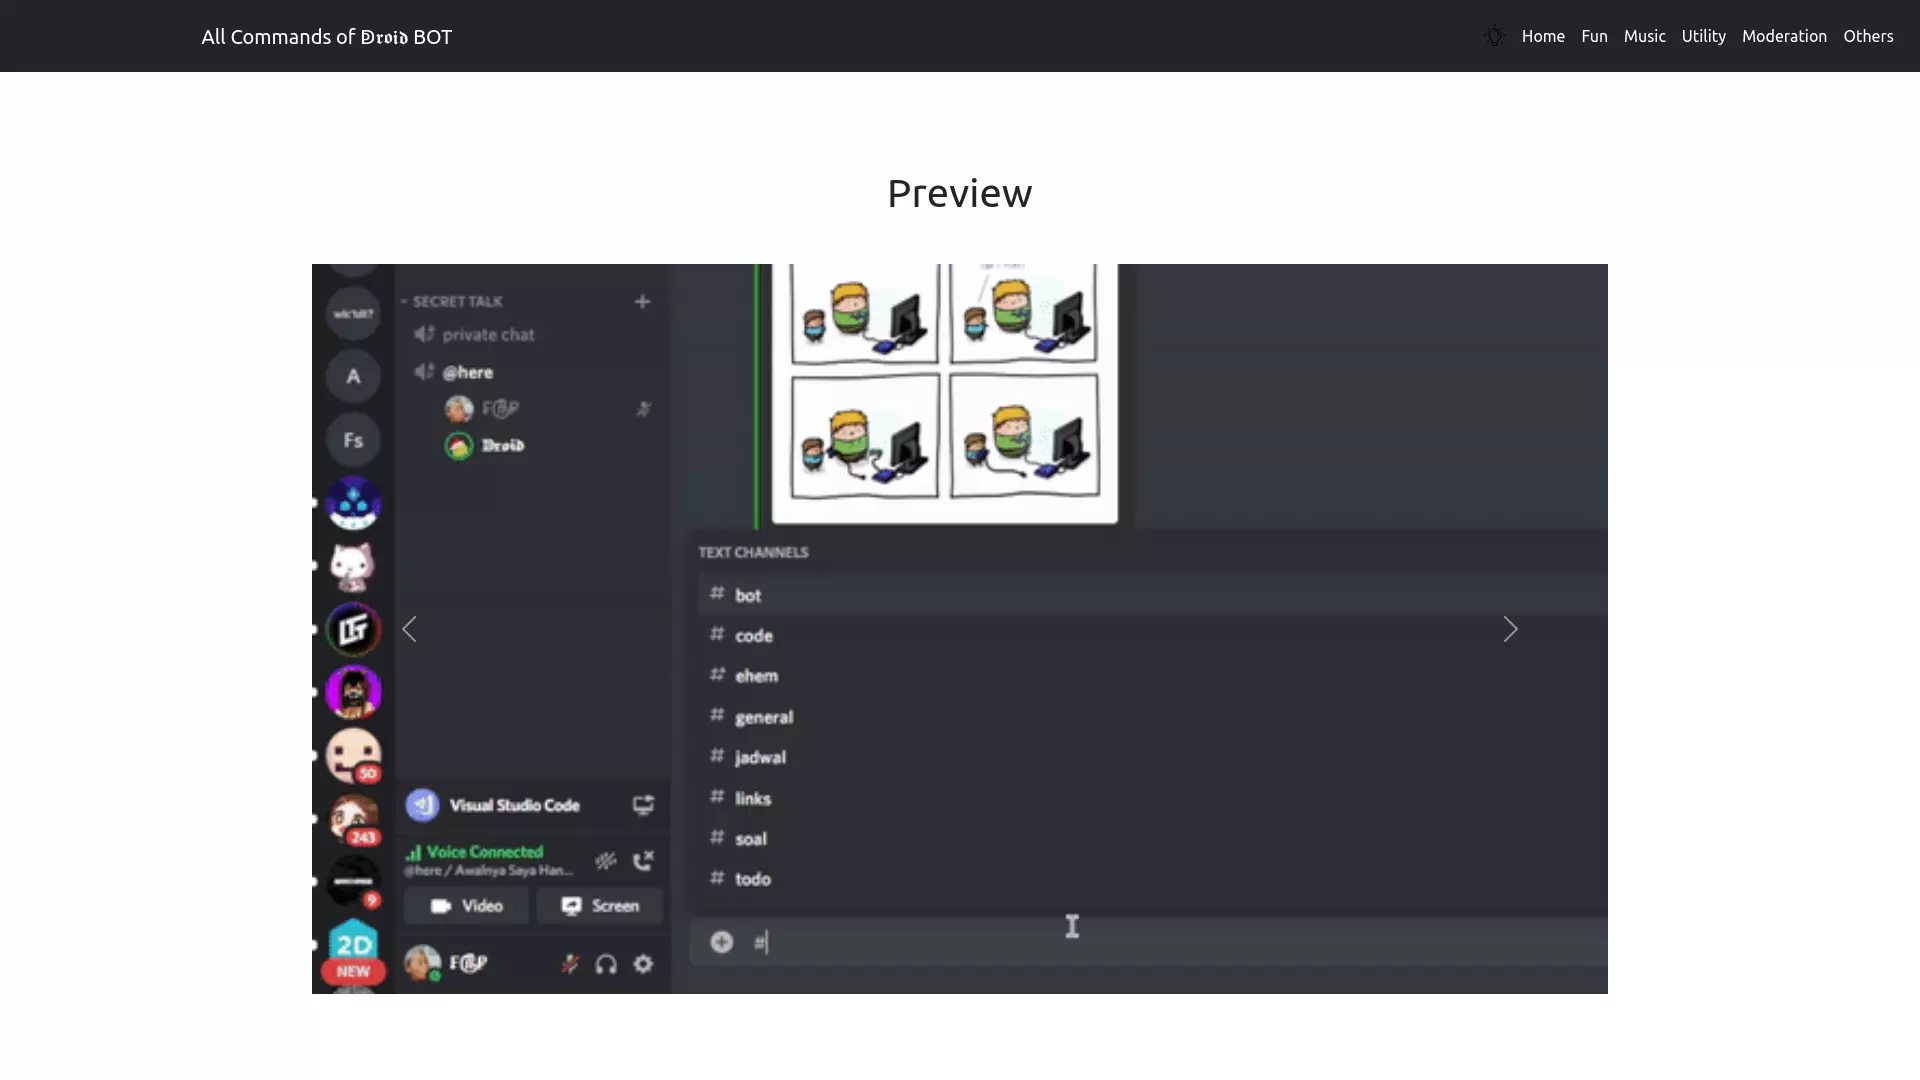 All Commands of 𝕯𝖗𝖔𝖎𝖉 BOT
Home Fun Music Utility Moderation Others
Preview
SECRET TALK
private chat
@here
𝕯𝖗𝖔𝖎𝖉
A
Fs
50
243
9
2D
NEW
Visual Studio Code
Voice Connected
@here / Awalnya Saya Han...
Video
Screen
TEXT CHANNELS
# bot
# code
# ehem
# general
# jadwal
# links
# soal
# todo
#